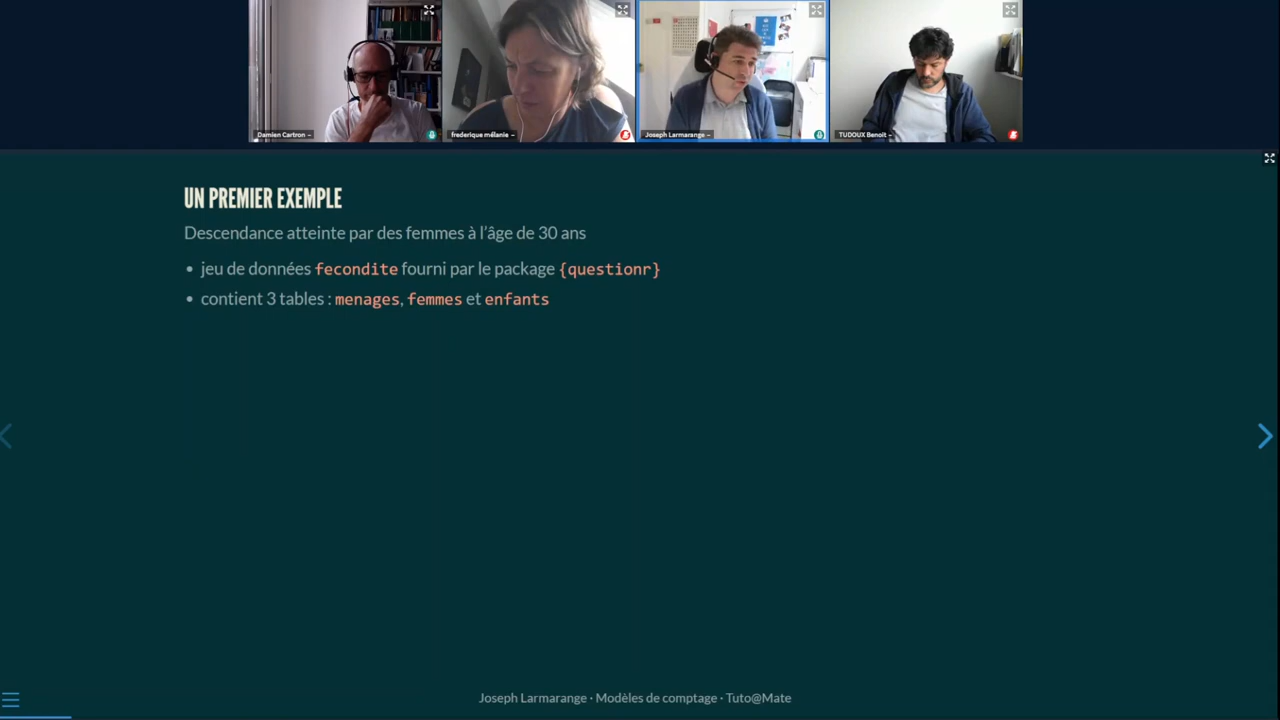 Damien Cartron
frederique mélanie
Joseph Larmarange
TUDOUX Benoit
UN PREMIER EXEMPLE
Descendance atteinte par des femmes à l'âge de 30 ans
• jeu de données fecondite fourni par le package {questionr}
• contient 3 tables : menages, femmes et enfants
Joseph Larmarange · Modèles de comptage · Tuto@Mate